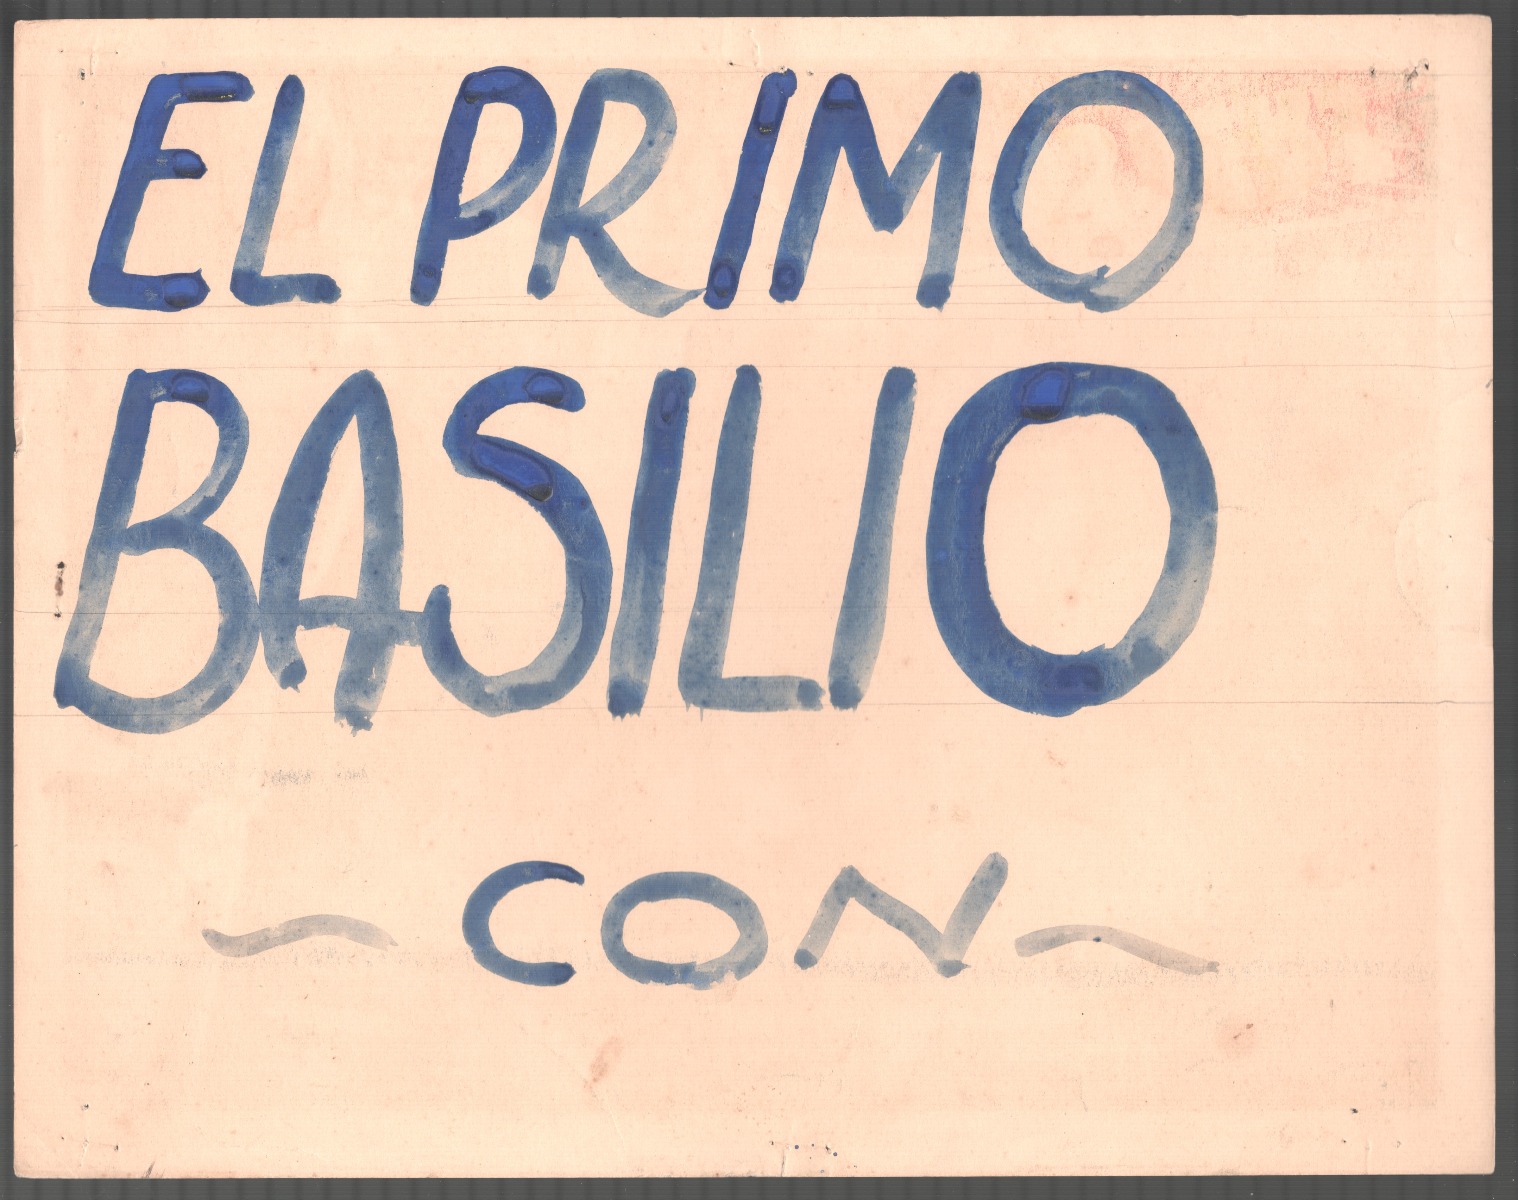 EL PRIMO
BASILIO
~ CON ~